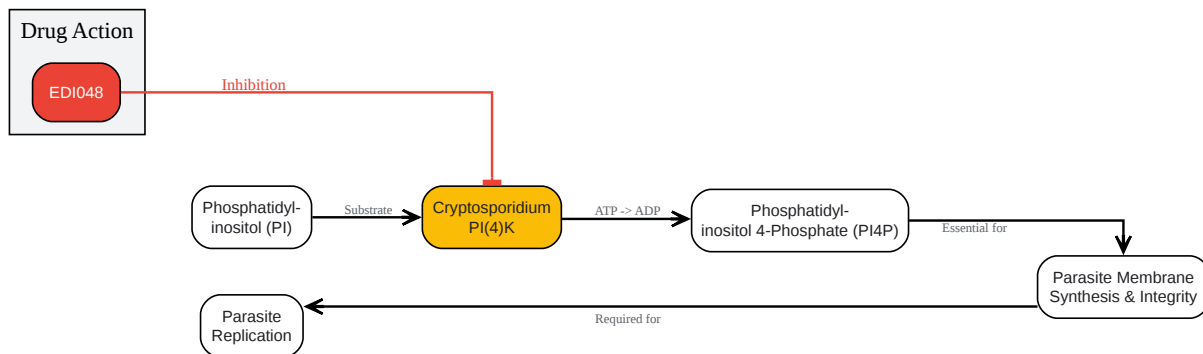 Drug Action
EDI048
Inhibition
Phosphatidyl-
inositol (PI)
Substrate
Cryptosporidium
PI(4)K
ATP -> ADP
Phosphatidyl-
inositol 4-Phosphate (PI4P)
Essential for
Parasite Membrane
Synthesis & Integrity
Required for
Parasite
Replication